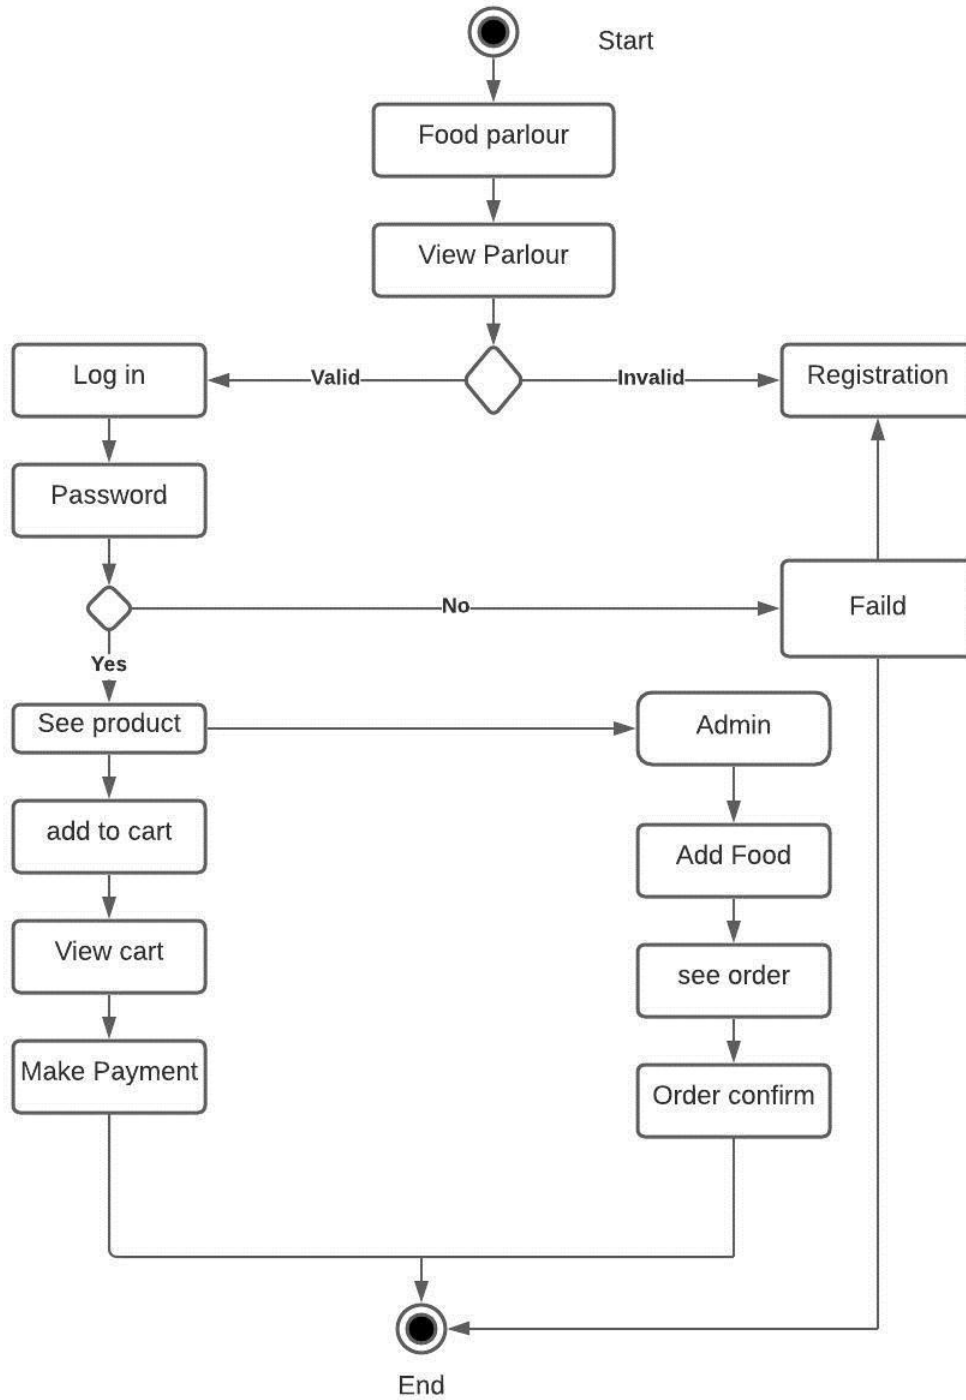 Start
Food parlour
View Parlour
Log in
Valid
Invalid
Registration
Password
No
Faild
Yes
See product
Admin
add to cart
Add Food
View cart
see order
Make Payment
Order confirm
End